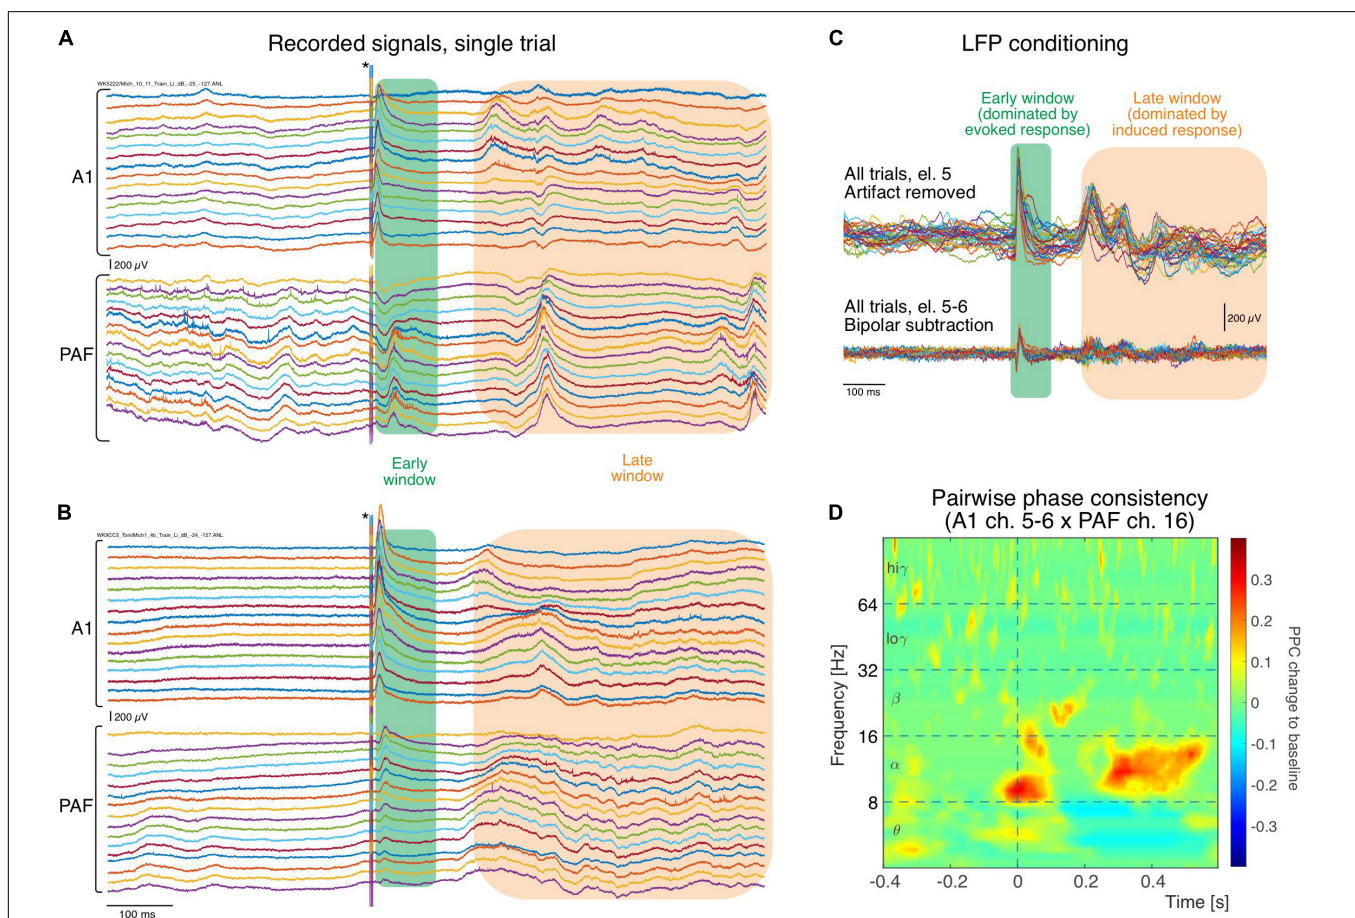 A
Recorded signals, single trial
*
WK5222/Mich_10_11_Train_Li_dB_-25_-127.ANL
A1
200 µV
PAF
Early
window
Late
window
B
*
WK9CC3_Toni/Mich1_4b_Train_Li_dB_-24_-127.ANL
A1
200 µV
PAF
100 ms
C
LFP conditioning
Early window
(dominated by
evoked response)
Late window
(dominated by
induced response)
All trials, el. 5
Artifact removed
All trials, el. 5-6
Bipolar subtraction
200 µV
100 ms
D
Pairwise phase consistency
(A1 ch. 5-6 x PAF ch. 16)
hiγ
64
loγ
32
β
16
α
8
θ
Frequency [Hz]
-0.4
-0.2
0
0.2
0.4
Time [s]
0.3
0.2
0.1
0
-0.1
-0.2
-0.3
PPC change to baseline